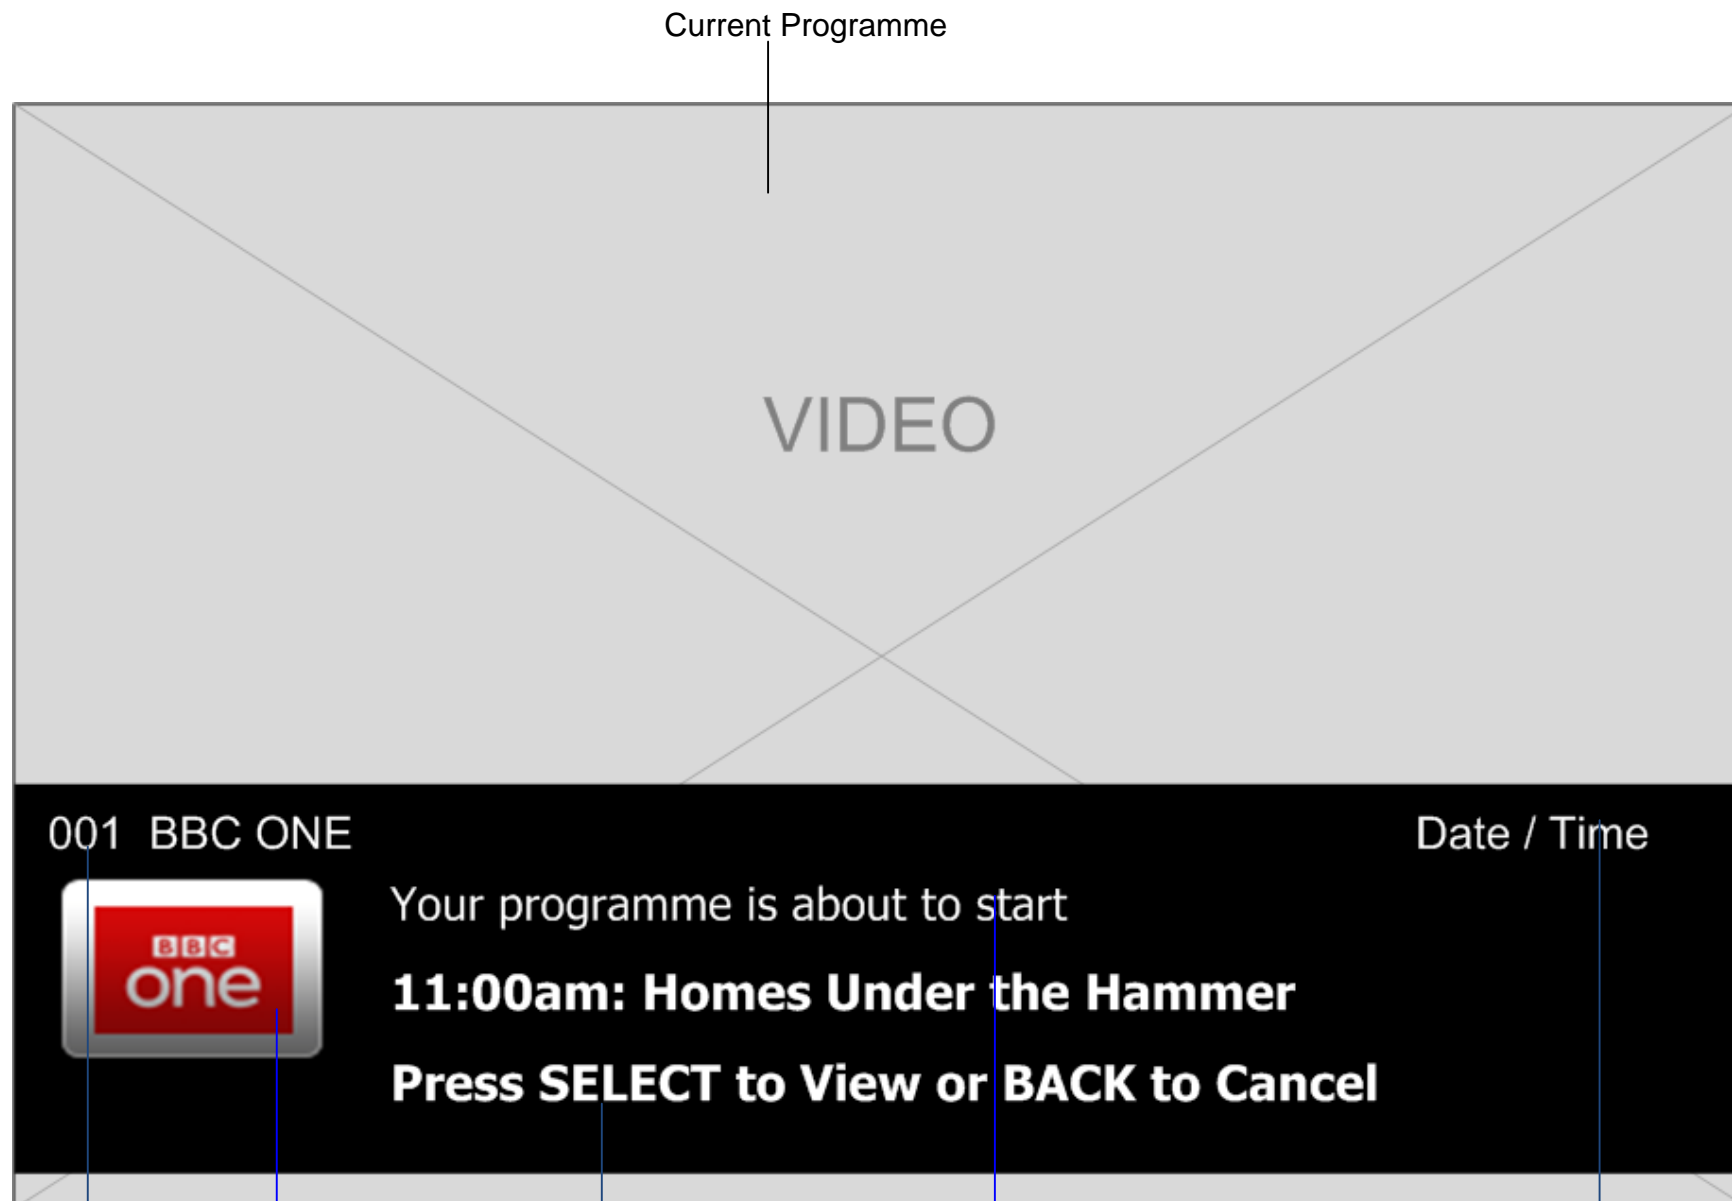 Current Programme
VIDEO
001 BBC ONE
Date / Time
BBC
one
Your programme is about to start
11:00am: Homes Under the Hammer
Press SELECT to View or BACK to Cancel